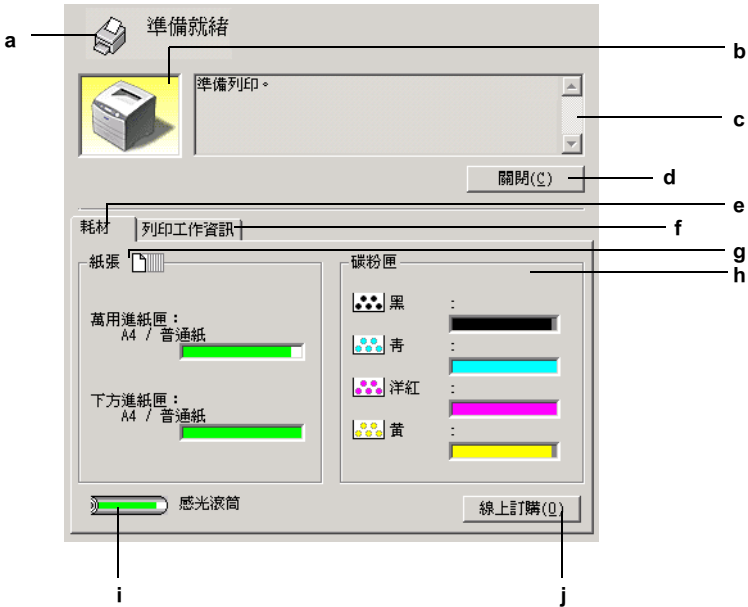 a
準備就緒
b
準備列印。
c
關閉(C)
d
e
耗材
列印工作資訊
f
g
紙張
碳粉匣
h
黑 :
萬用進紙匣:
A4 / 普通紙
青 :
洋紅 :
下方進紙匣:
A4 / 普通紙
黄 :
感光滾筒
線上訂購(O)
i
j